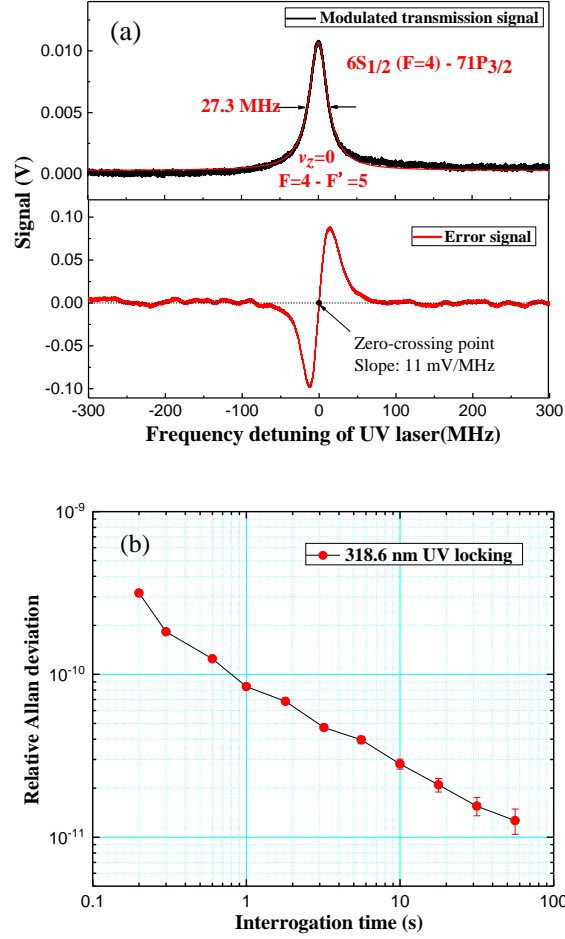 (a)
Modulated transmission signal
6S1/2 (F=4) - 71P3/2
27.3 MHz
vz=0
F=4 - F'=5
0.010
0.005
0.000
Signal (V)
Error signal
0.10
0.05
0.00
-0.05
-0.10
Zero-crossing point
Slope: 11 mV/MHz
-300 -200 -100 0 100 200 300
Frequency detuning of UV laser(MHz)
(b)
318.6 nm UV locking
10-9
10-10
10-11
Relative Allan deviation
0.1 1 10 100
Interrogation time (s)